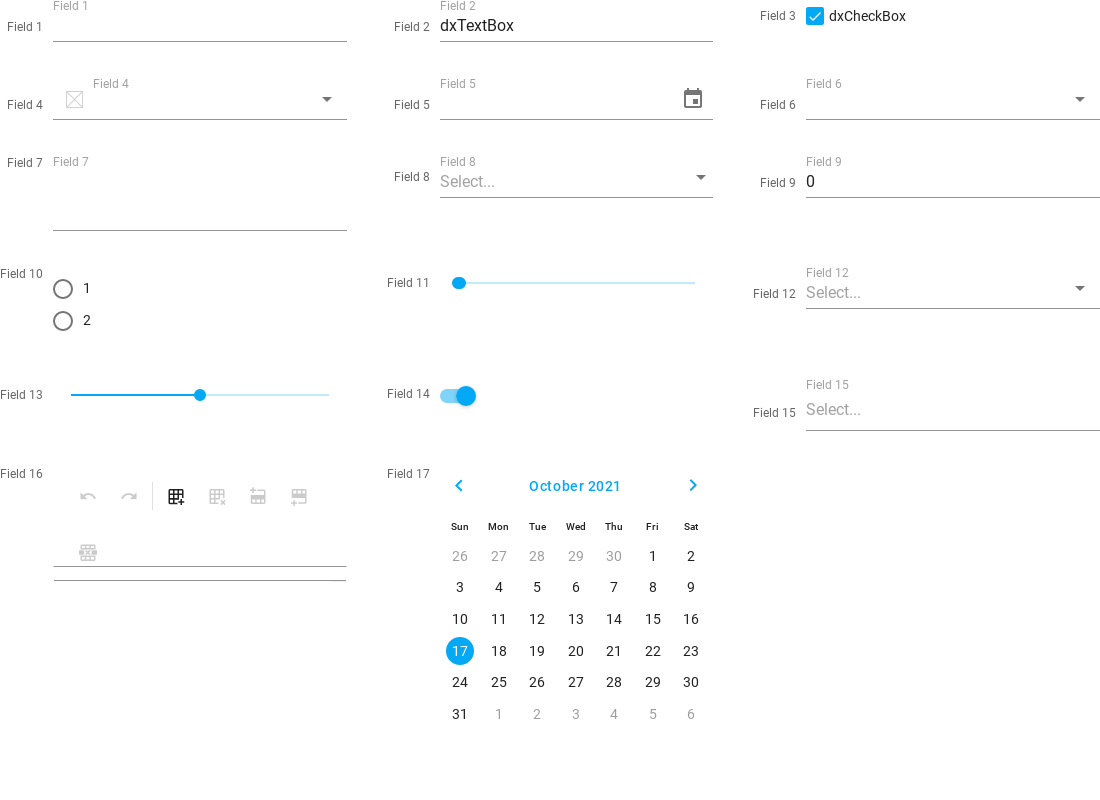 Field 1
Field 1
Field 2
Field 2
dxTextBox
Field 3
dxCheckBox
Field 4
Field 4
Field 5
Field 5
Field 6
Field 6
Field 7
Field 7
Field 8
Field 8
Select...
Field 9
Field 9
0
Field 10
1
2
Field 11
Field 12
Field 12
Select...
Field 13
Field 14
Field 15
Field 15
Select...
Field 16
Field 17
October 2021
Sun Mon Tue Wed Thu Fri Sat
26 27 28 29 30 1 2
3 4 5 6 7 8 9
10 11 12 13 14 15 16
17 18 19 20 21 22 23
24 25 26 27 28 29 30
31 1 2 3 4 5 6